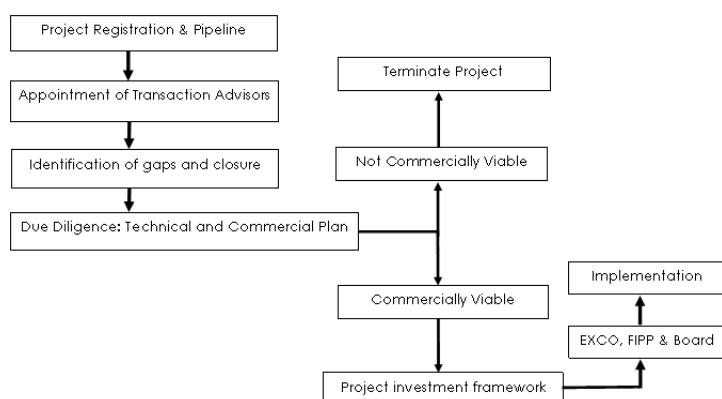 Project Registration & Pipeline
Appointment of Transaction Advisors
Identification of gaps and closure
Due Diligence: Technical and Commercial Plan
Terminate Project
Not Commercially Viable
Commercially Viable
Project investment framework
Implementation
EXCO, FIPP & Board